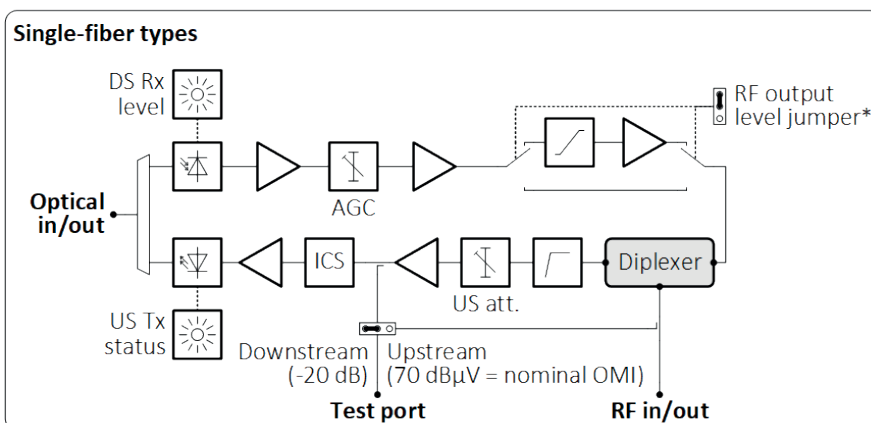 Single-fiber types
DS Rx
level
RF output
level jumper*
AGC
Optical
in/out
ICS
Diplexer
US att.
US Tx
status
Downstream
(-20 dB)
Upstream
(70 dBµV = nominal OMI)
Test port
RF in/out